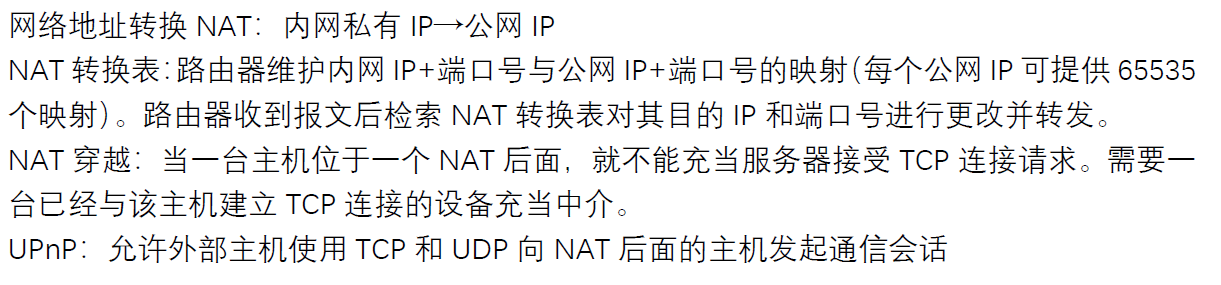 网络地址转换 NAT：内网私有 IP→公网 IP
NAT 转换表：路由器维护内网 IP+端口号与公网 IP+端口号的映射（每个公网 IP 可提供 65535
个映射）。路由器收到报文后检索 NAT 转换表对其目的 IP 和端口号进行更改并转发。
NAT 穿越：当一台主机位于一个 NAT 后面，就不能充当服务器接受 TCP 连接请求。需要一
台已经与该主机建立 TCP 连接的设备充当中介。
UPnP：允许外部主机使用 TCP 和 UDP 向 NAT 后面的主机发起通信会话